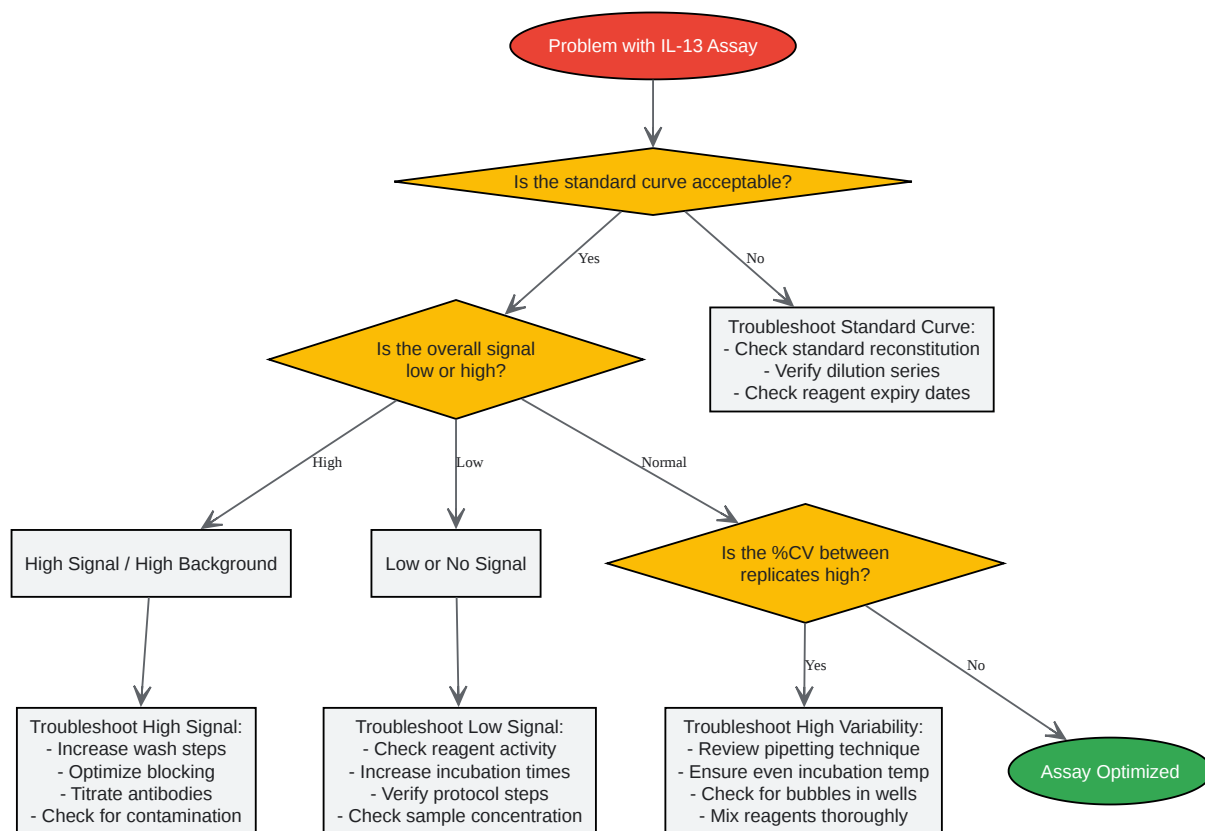 Problem with IL-13 Assay
Is the standard curve acceptable?
Yes
No
Is the overall signal
low or high?
Troubleshoot Standard Curve:
- Check standard reconstitution
- Verify dilution series
- Check reagent expiry dates
High
Low
Normal
High Signal / High Background
Low or No Signal
Is the %CV between
replicates high?
Yes
No
Troubleshoot High Signal:
- Increase wash steps
- Optimize blocking
- Titrate antibodies
- Check for contamination
Troubleshoot Low Signal:
- Check reagent activity
- Increase incubation times
- Verify protocol steps
- Check sample concentration
Troubleshoot High Variability:
- Review pipetting technique
- Ensure even incubation temp
- Check for bubbles in wells
- Mix reagents thoroughly
Assay Optimized